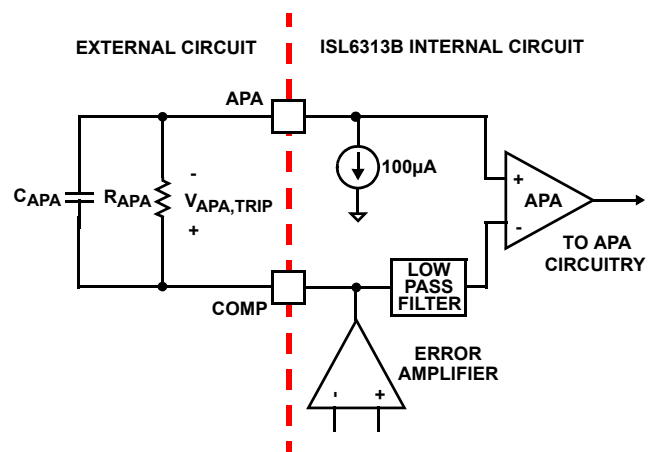 EXTERNAL CIRCUIT
ISL6313B INTERNAL CIRCUIT
APA
100µA
CAPA
RAPA
-
VAPA,TRIP
+
+
APA
-
TO APA
CIRCUITRY
LOW
PASS
FILTER
COMP
ERROR
AMPLIFIER
- +